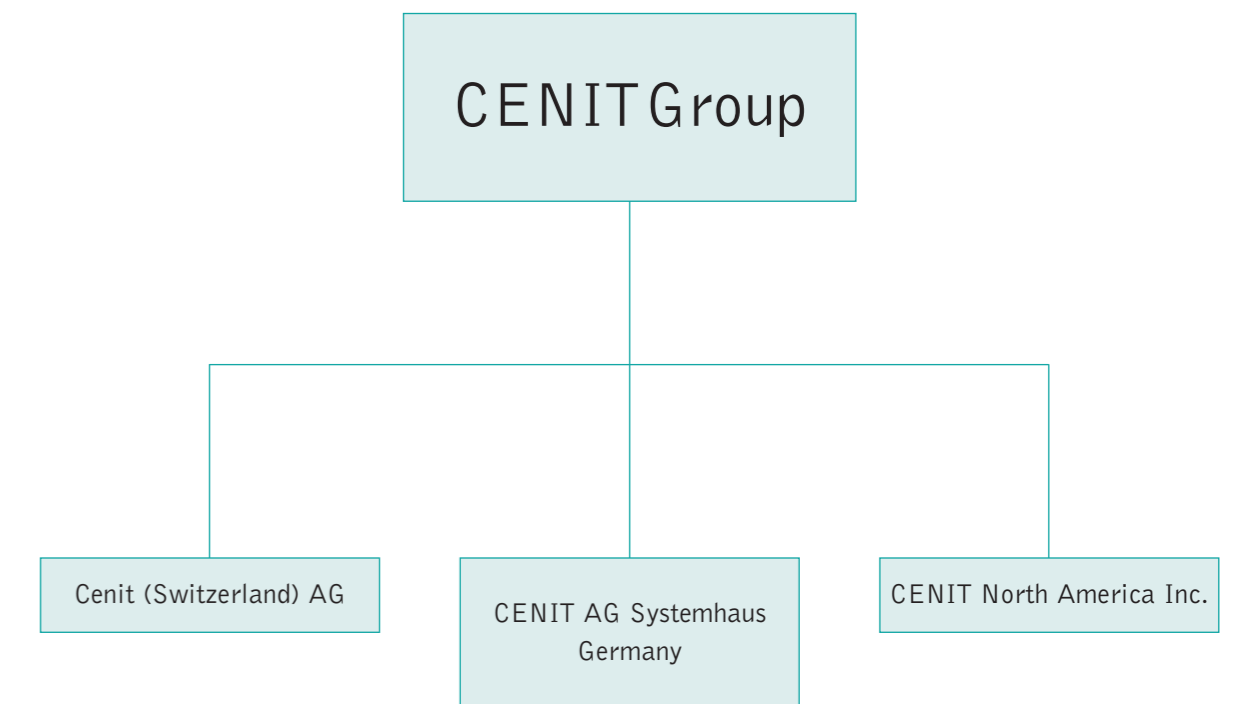 CENIT Group
Cenit (Switzerland) AG
CENIT AG Systemhaus
Germany
CENIT North America Inc.